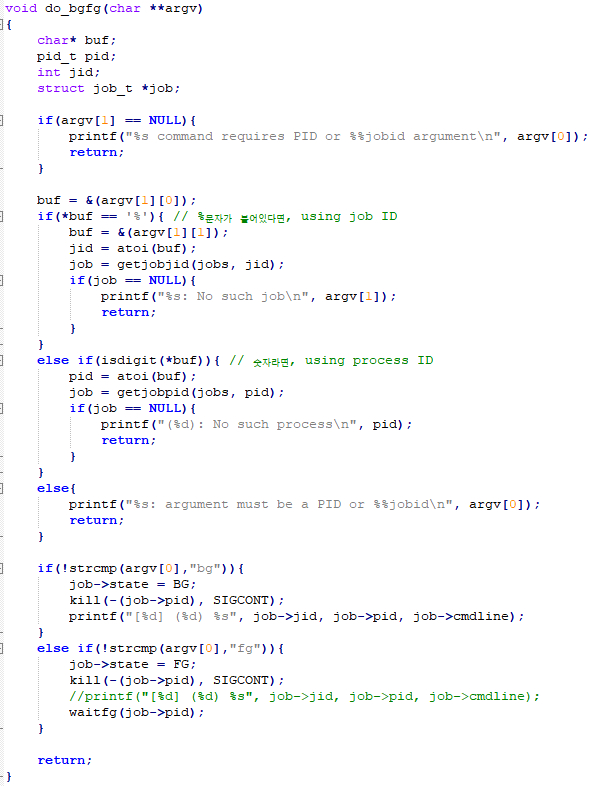 void do_bgfg(char **argv)
{
    char* buf;
    pid_t pid;
    int jid;
    struct job_t *job;

    if(argv[1] == NULL){
        printf("%s command requires PID or %%jobid argument\n", argv[0]);
        return;
    }

    buf = &(argv[1][0]);
    if(*buf == '%'){ // %문자가 붙어있다면, using job ID
        buf = &(argv[1][1]);
        jid = atoi(buf);
        job = getjobjid(jobs, jid);
        if(job == NULL){
            printf("%s: No such job\n", argv[1]);
            return;
        }
    }
    else if(isdigit(*buf)){ // 숫자라면, using process ID
        pid = atoi(buf);
        job = getjobpid(jobs, pid);
        if(job == NULL){
            printf("(%d): No such process\n", pid);
            return;
        }
    }
    else{
        printf("%s: argument must be a PID or %%jobid\n", argv[0]);
        return;
    }

    if(!strcmp(argv[0],"bg")){
        job->state = BG;
        kill(-(job->pid), SIGCONT);
        printf("[%d] (%d) %s", job->jid, job->pid, job->cmdline);
    }
    else if(!strcmp(argv[0],"fg")){
        job->state = FG;
        kill(-(job->pid), SIGCONT);
        //printf("[%d] (%d) %s", job->jid, job->pid, job->cmdline);
        waitfg(job->pid);
    }

    return;
}